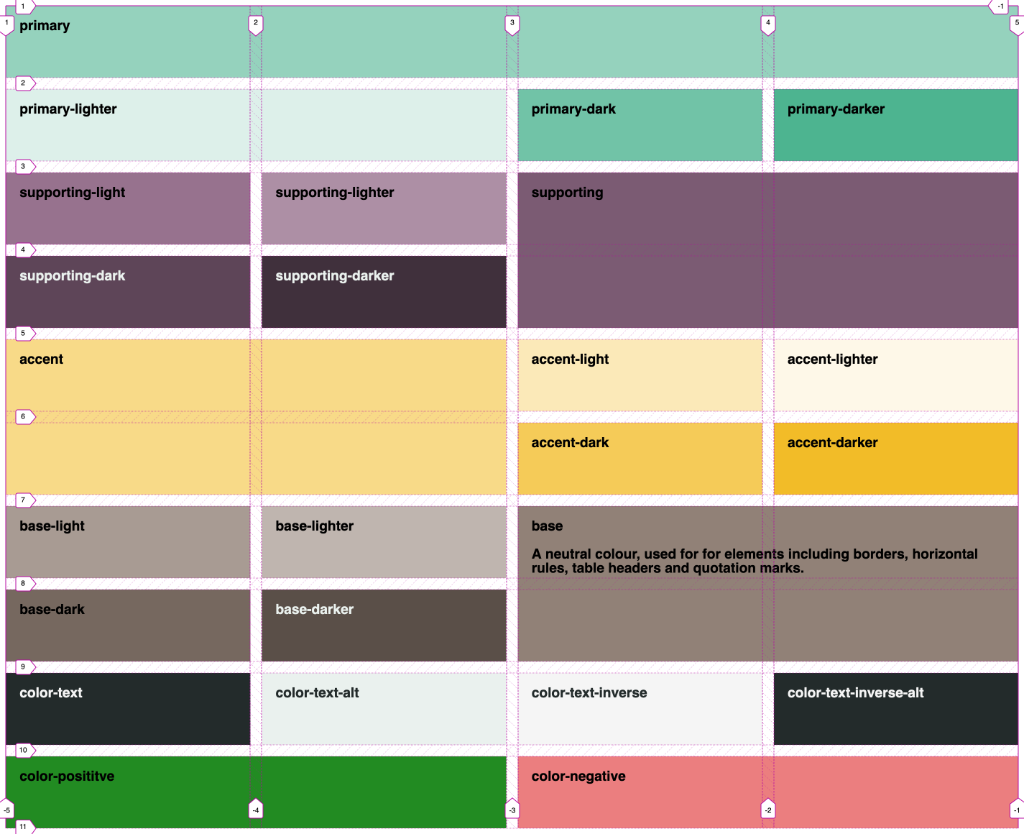 1 -1
1 2 3 4 5
primary
2
primary-lighter primary-dark primary-darker
3
supporting-light supporting-lighter supporting
4
supporting-dark supporting-darker
5
accent accent-light accent-lighter
6
accent-dark accent-darker
7
base-light base-lighter base
A neutral colour, used for for elements including borders, horizontal
rules, table headers and quotation marks.
8
base-dark base-darker
9
color-text color-text-alt color-text-inverse color-text-inverse-alt
10
color-posititve color-negative
-5 -4 -3 -2 -1
11